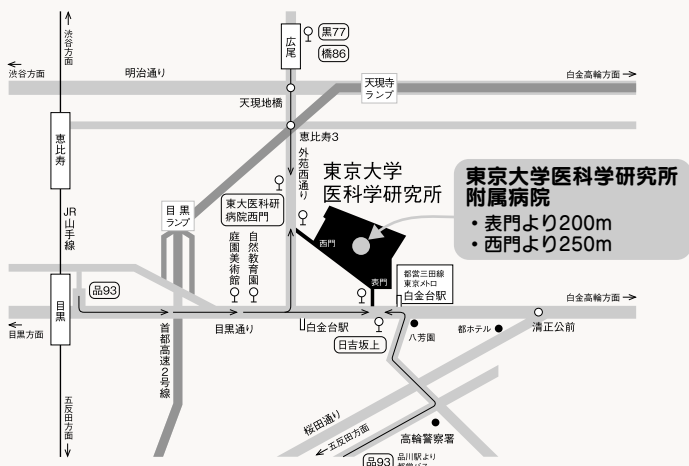 渋谷方面
渋谷方面
明治通り
広尾
黒77
橋86
天現地橋
天現寺
ランプ
白金高輪方面
恵比寿
恵比寿3
外苑西通り
東京大学
医科学研究所
東京大学医科学研究所
附属病院
・表門より200m
・西門より250m
JR山手線
目黒
ランプ
東大医科研
病院西門
庭園美術館
自然教育園
西門
表門
都営三田線
東京メトロ
白金台駅
品93
目黒
目黒方面
首都高速2号線
目黒通り
白金台駅
日吉坂上
八芳園
都ホテル
清正公前
白金高輪方面
五反田方面
桜田通り
五反田方面
高輪警察署
品93
品川駅より